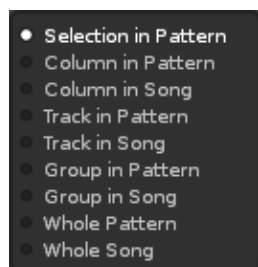 Selection in Pattern
Column in Pattern
Column in Song
Track in Pattern
Track in Song
Group in Pattern
Group in Song
Whole Pattern
Whole Song